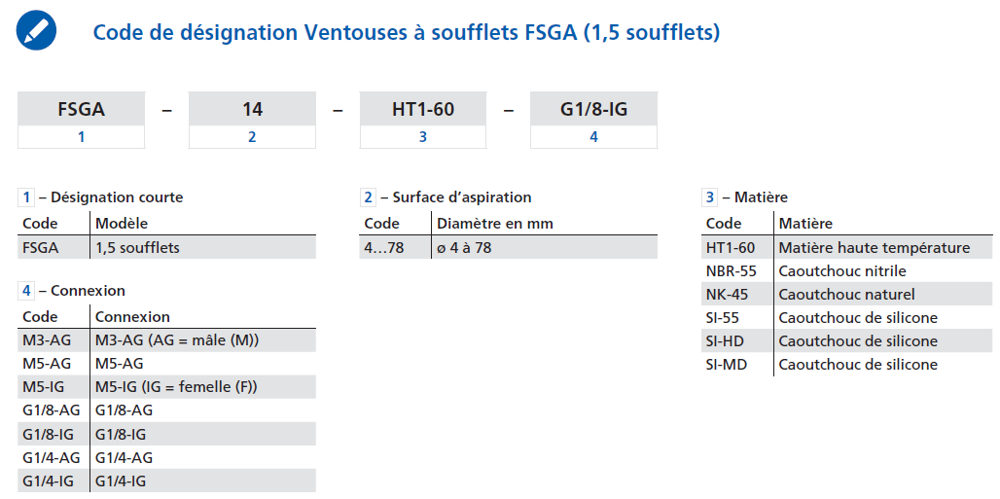 Code de désignation Ventouses à soufflets FSGA (1,5 soufflets)
FSGA – 14 – HT1-60 – G1/8-IG
1 2 3 4
1 – Désignation courte
Code Modèle
FSGA 1,5 soufflets
2 – Surface d’aspiration
Code Diamètre en mm
4…78 ø 4 à 78
3 – Matière
Code Matière
HT1-60 Matière haute température
NBR-55 Caoutchouc nitrile
NK-45 Caoutchouc naturel
SI-55 Caoutchouc de silicone
SI-HD Caoutchouc de silicone
SI-MD Caoutchouc de silicone
4 – Connexion
Code Connexion
M3-AG M3-AG (AG = mâle (M))
M5-AG M5-AG
M5-IG M5-IG (IG = femelle (F))
G1/8-AG G1/8-AG
G1/8-IG G1/8-IG
G1/4-AG G1/4-AG
G1/4-IG G1/4-IG